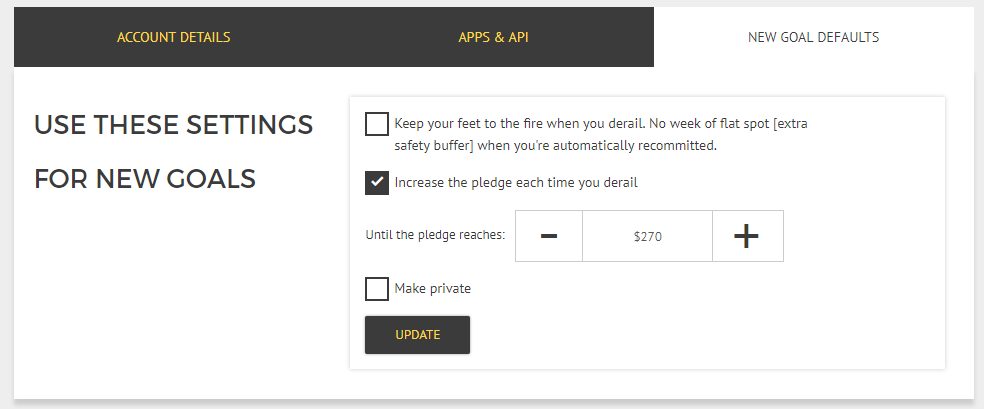 ACCOUNT DETAILS
APPS & API
NEW GOAL DEFAULTS
USE THESE SETTINGS
FOR NEW GOALS
Keep your feet to the fire when you derail. No week of flat spot [extra
safety buffer] when you're automatically recommitted.
Increase the pledge each time you derail
Until the pledge reaches:
-
$270
+
Make private
UPDATE